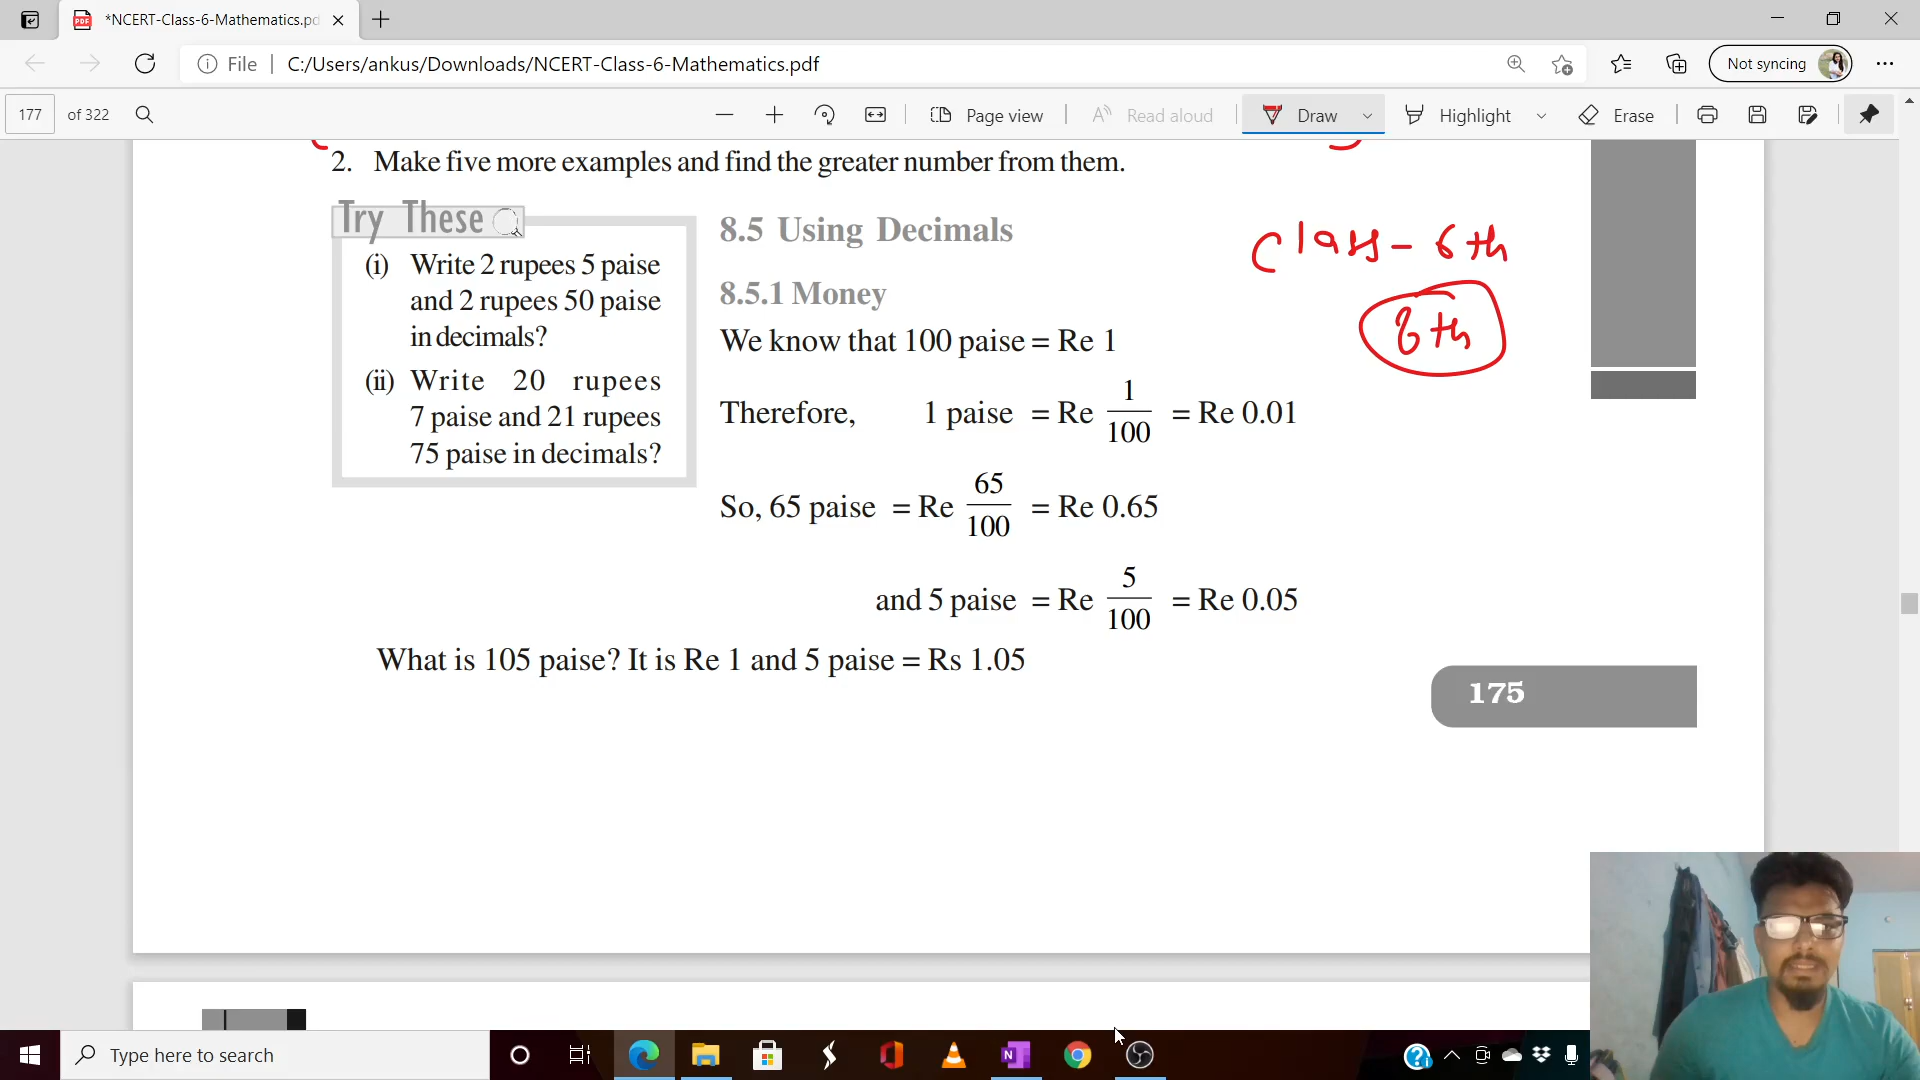 *NCERT-Class-6-Mathematics.pd
File | C:/Users/ankus/Downloads/NCERT-Class-6-Mathematics.pdf
Not syncing
177 of 322
Page view
Read aloud
Draw
Highlight
Erase
2. Make five more examples and find the greater number from them.
Try These
(i) Write 2 rupees 5 paise
and 2 rupees 50 paise
in decimals?
(ii) Write 20 rupees
7 paise and 21 rupees
75 paise in decimals?
8.5 Using Decimals
8.5.1 Money
We know that 100 paise = Re 1
Therefore, 1 paise = Re 1/100 = Re 0.01
So, 65 paise = Re 65/100 = Re 0.65
and 5 paise = Re 5/100 = Re 0.05
What is 105 paise? It is Re 1 and 5 paise = Rs 1.05
Class - 6th
8th
175
Type here to search